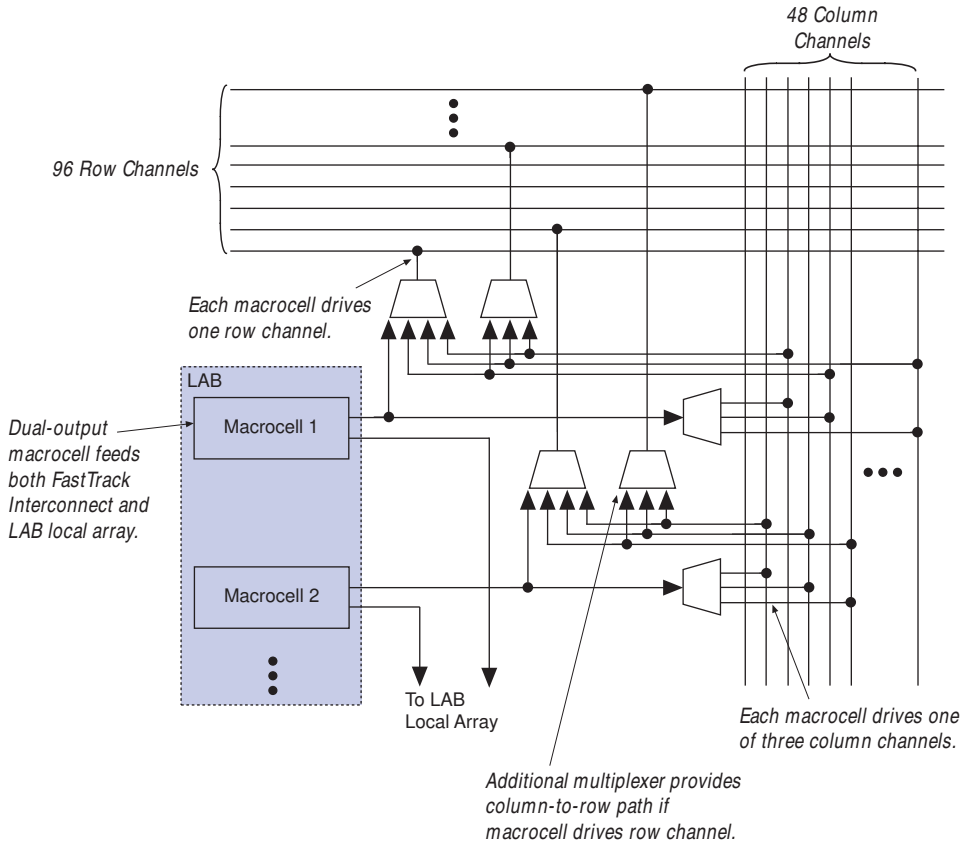 48 Column
Channels
96 Row Channels
Each macrocell drives
one row channel.
LAB
Macrocell 1
Dual-output
macrocell feeds
both FastTrack
Interconnect and
LAB local array.
Macrocell 2
To LAB
Local Array
Each macrocell drives one
of three column channels.
Additional multiplexer provides
column-to-row path if
macrocell drives row channel.